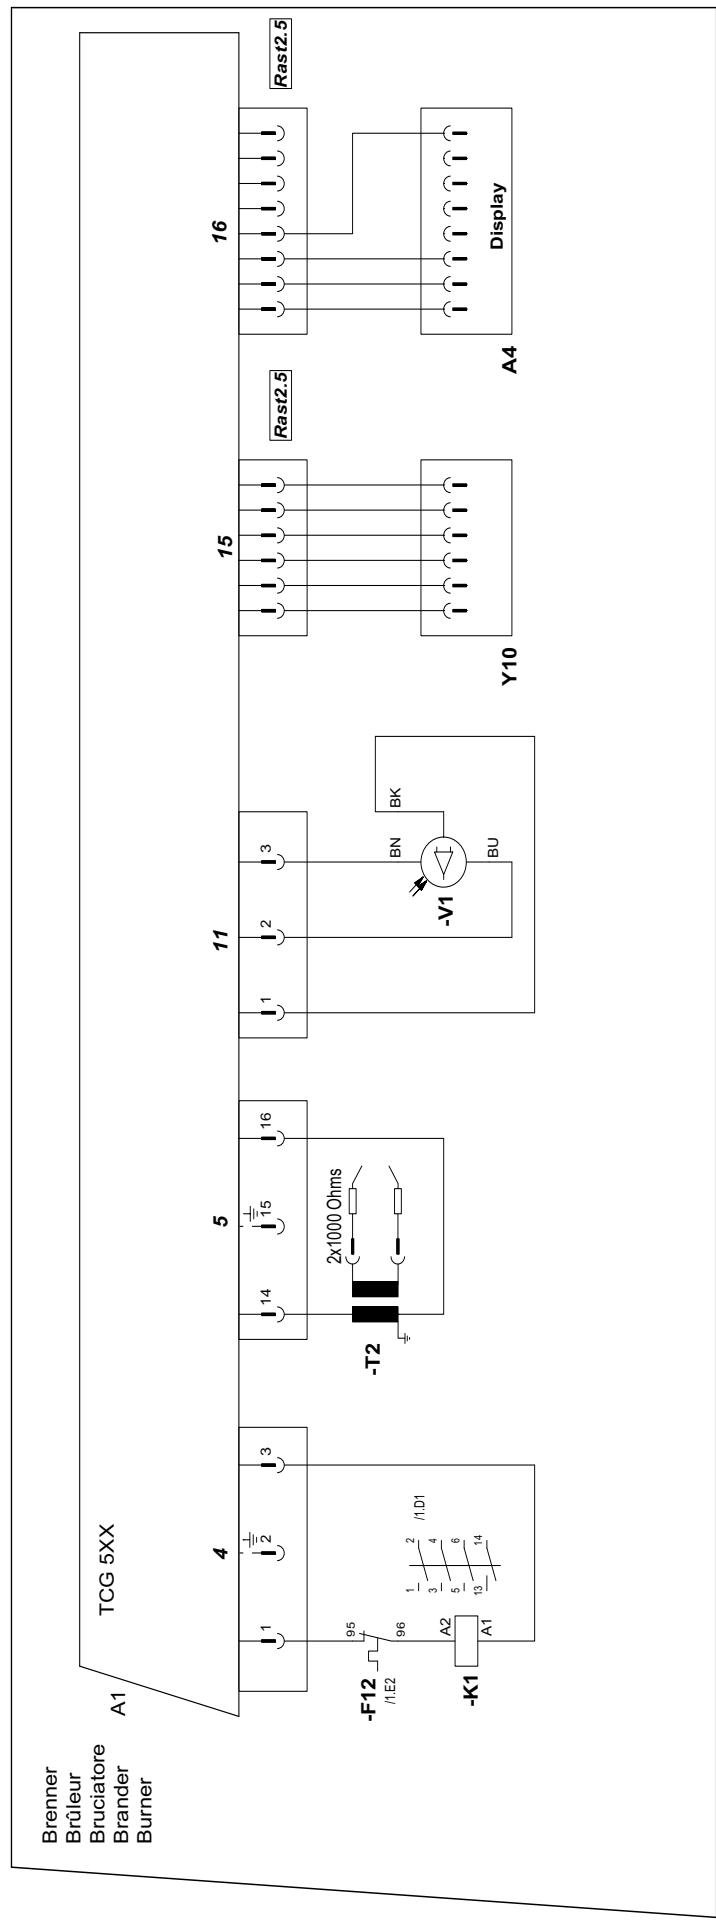 Brenner
Brûleur
Bruciatore
Brander
Burner
A1
TCG 5XX
4
5
11
15
16
Rast2.5
Rast2.5
1
2
3
14
15
16
1
2
3
-F12
/1.E2
95
96
-K1
A2
A1
1
2
3
4
5
6
13
14
/1.D1
-T2
2x1000 Ohms
-V1
BN
BK
BU
Y10
A4
Display